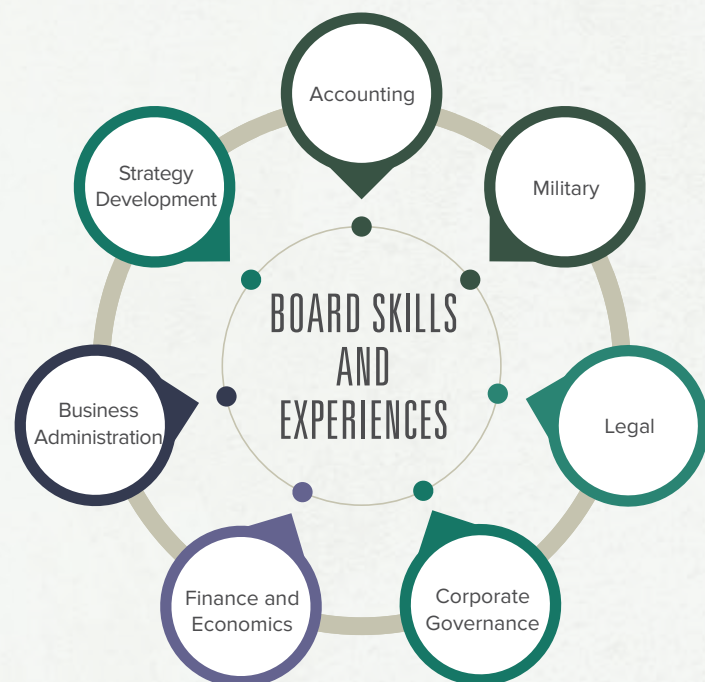 Accounting
Military
Legal
Corporate
Governance
Finance and
Economics
Business
Administration
Strategy
Development
BOARD SKILLS
AND
EXPERIENCES